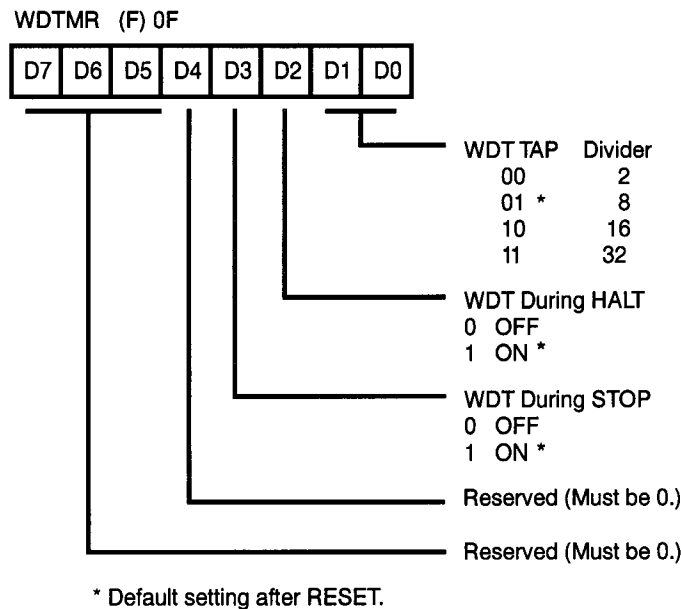 WDTMR (F) 0F
D7 D6 D5 D4 D3 D2 D1 D0
WDT TAP Divider
00 2
01 * 8
10 16
11 32
WDT During HALT
0 OFF
1 ON *
WDT During STOP
0 OFF
1 ON *
Reserved (Must be 0.)
Reserved (Must be 0.)
* Default setting after RESET.